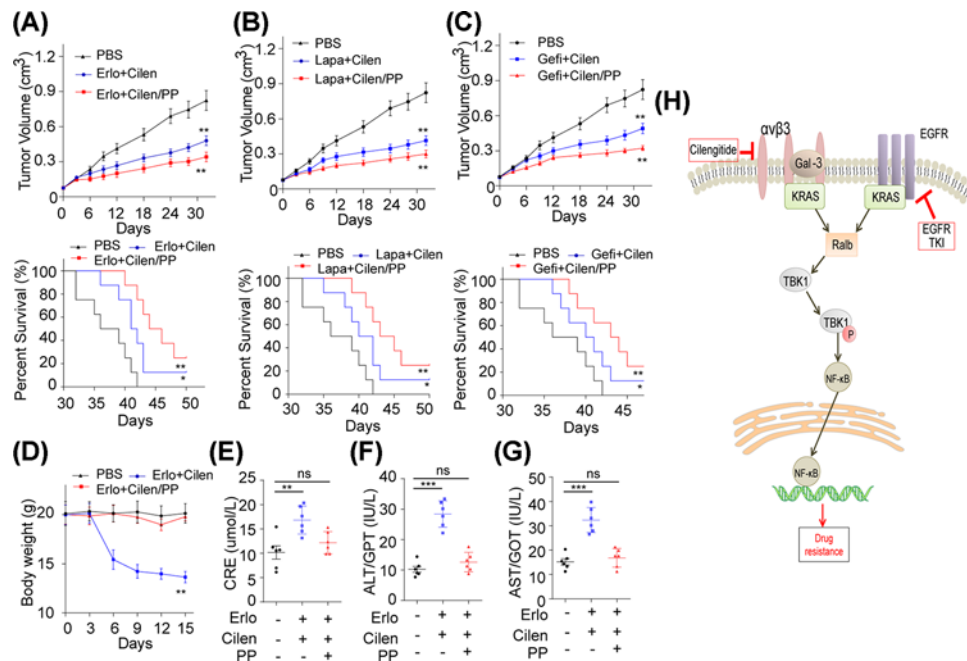 (A)
Tumor Volume (cm³)
PBS
Erlo+Cilen
Erlo+Cilen/PP
1.2
0.9
0.6
0.3
**
**
0 6 12 18 24 30
Days
PBS Erlo+Cilen
Erlo+Cilen/PP
Percent Survival (%)
100
80
60
40
20
0
**
*
30 35 40 45 50
Days
(B)
Tumor Volume (cm³)
PBS
Lapa+Cilen
Lapa+Cilen/PP
1.2
0.9
0.6
0.3
**
**
0 6 12 18 24 30
Days
PBS Lapa+Cilen
Lapa+Cilen/PP
Percent Survival (%)
100
80
60
40
20
0
**
*
30 35 40 45 50
Days
(C)
Tumor Volume (cm³)
PBS
Gefi+Cilen
Gefi+Cilen/PP
1.2
0.9
0.6
0.3
**
**
0 6 12 18 24 30
Days
PBS Gefi+Cilen
Gefi+Cilen/PP
Percent Survival (%)
100
80
60
40
20
0
**
*
30 35 40 45
Days
(D)
PBS Erlo+Cilen
Erlo+Cilen/PP
Body weight (g)
20
15
10
**
0 3 6 9 12 15
Days
(E)
CRE (umol/L)
ns
**
25
20
15
10
5
0
Erlo - + +
Cilen - + +
PP - - +
(F)
ALT/GPT (IU/L)
ns
***
40
30
20
10
0
Erlo - + +
Cilen - + +
PP - - +
(G)
AST/GOT (IU/L)
ns
***
50
40
30
20
10
0
Erlo - + +
Cilen - + +
PP - - +
(H)
Cilengitide
αvβ3
Gal-3
EGFR
KRAS
KRAS
EGFR
TKI
Ralb
TBK1
TBK1
P
NF-κB
NF-κB
Drug
resistance